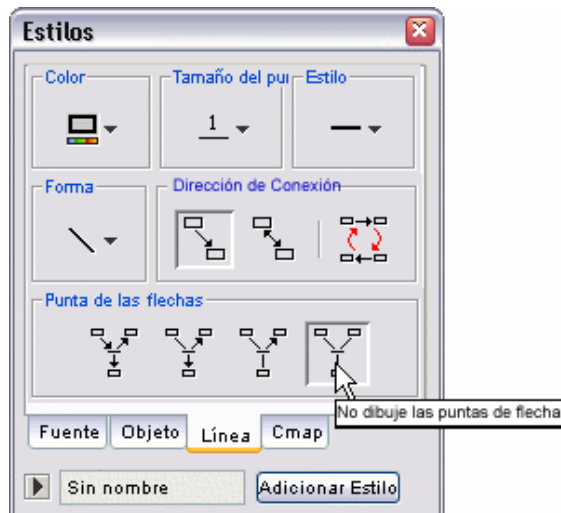 Estilos
Color
Tamaño del pu
Estilo
1
Forma
Dirección de Conexión
Punta de las flechas
No dibuje las puntas de flecha
Fuente
Objeto
Línea
Cmap
Sin nombre
Adicionar Estilo